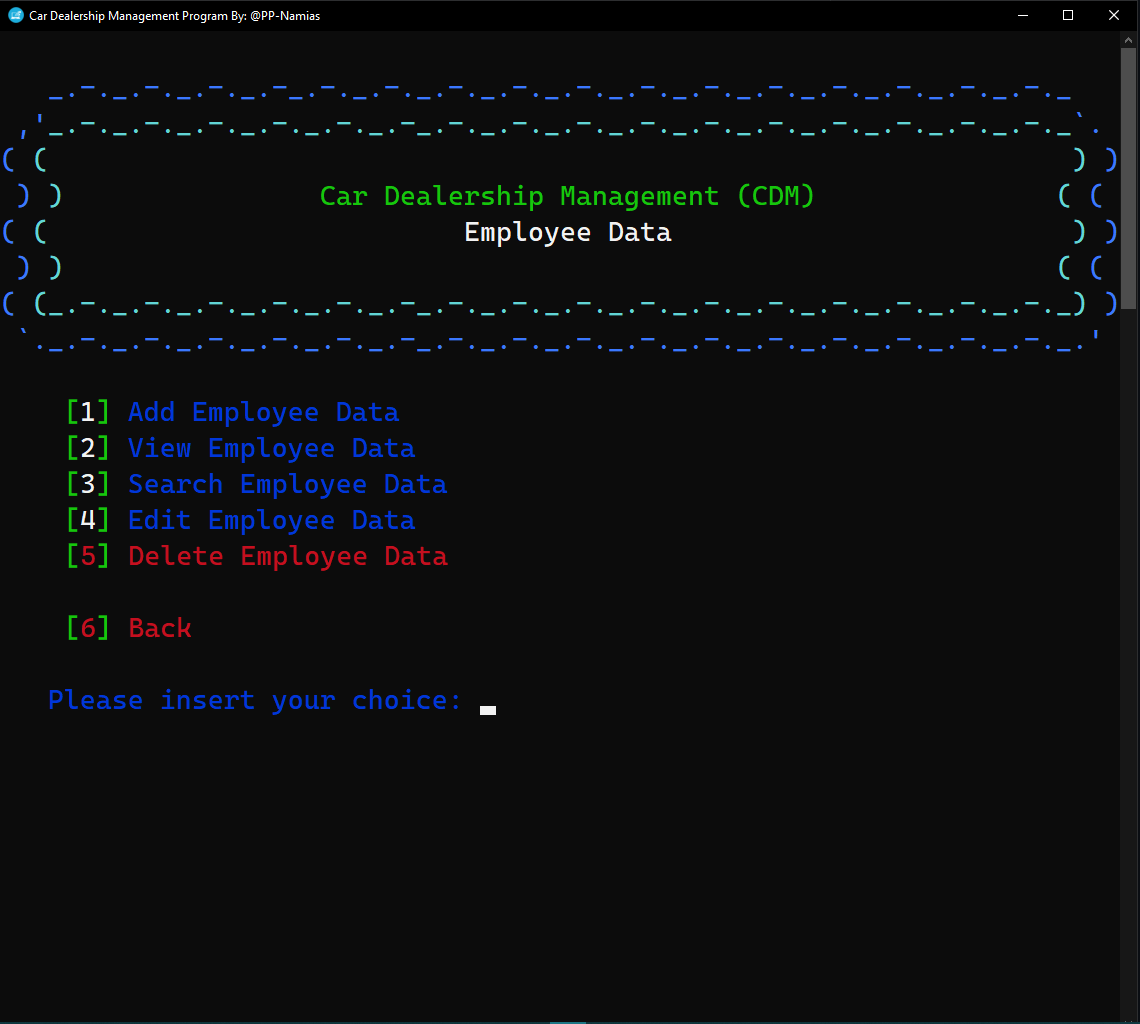 Car Dealership Management Program By: @PP-Namias
Car Dealership Management (CDM)
Employee Data
[1] Add Employee Data
[2] View Employee Data
[3] Search Employee Data
[4] Edit Employee Data
[5] Delete Employee Data
[6] Back
Please insert your choice: